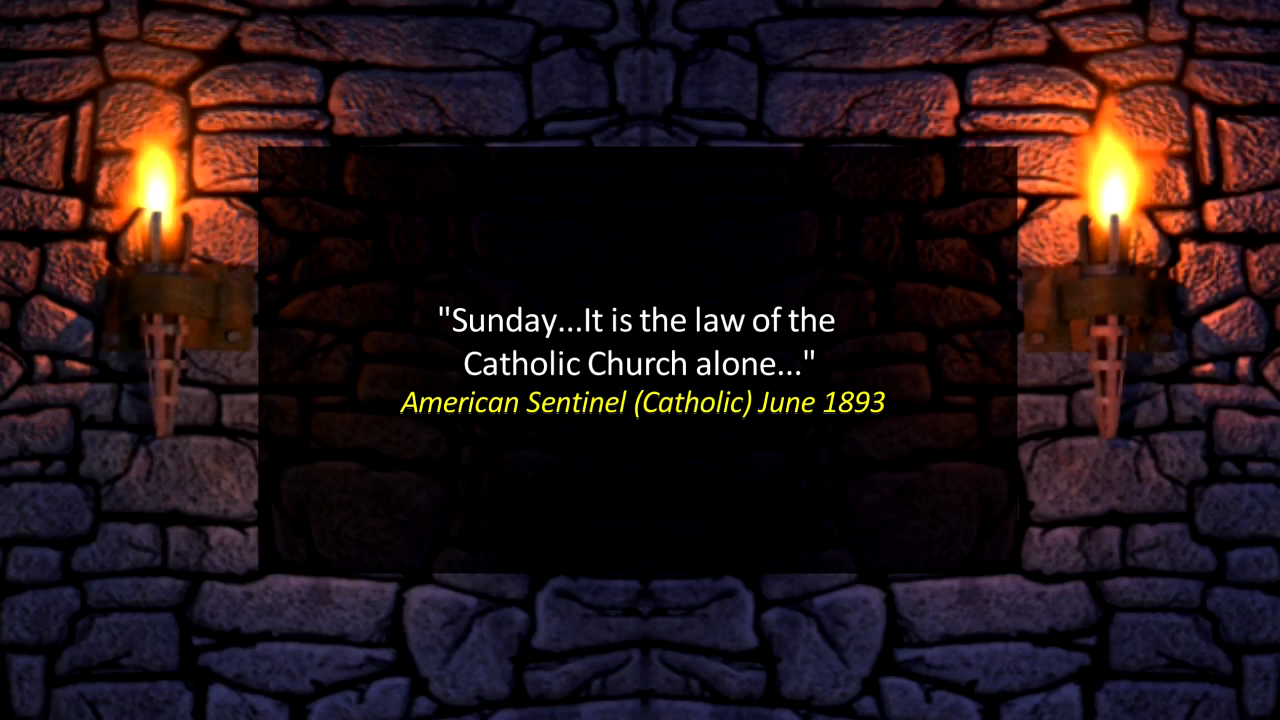 "Sunday...It is the law of the
Catholic Church alone..."
American Sentinel (Catholic) June 1893